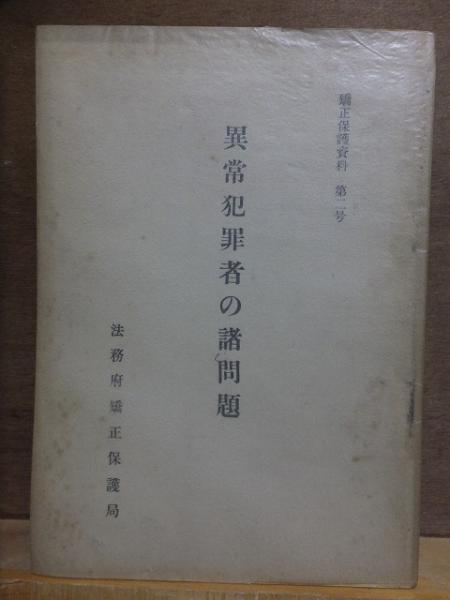 矯正保護資料 第二号
異常犯罪者の諸問題
法務府矯正保護局